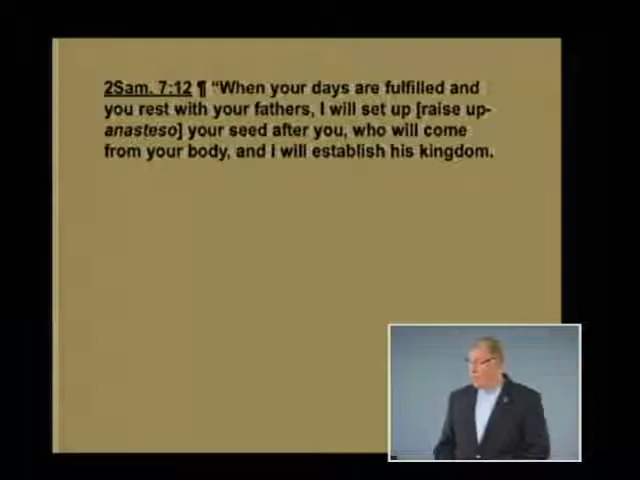 2Sam. 7:12 ¶ “When your days are fulfilled and
you rest with your fathers, I will set up [raise up-
anasteso] your seed after you, who will come
from your body, and I will establish his kingdom.